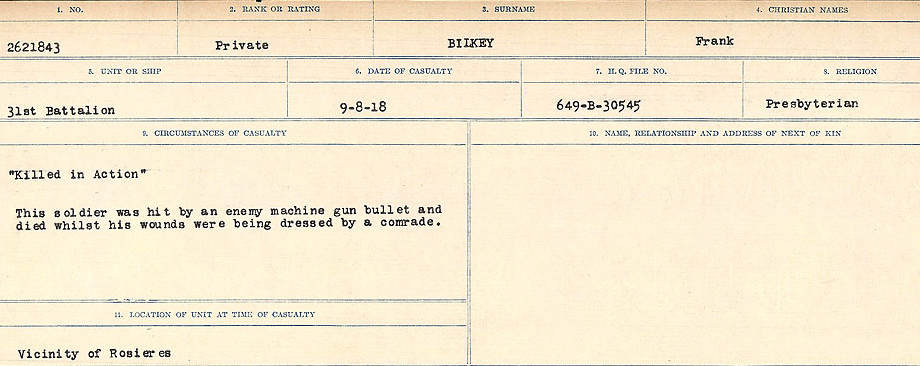 1. NO.
2. RANK OR RATING
3. SURNAME
4. CHRISTIAN NAMES
2621843
Private
BILKEY
Frank
5. UNIT OR SHIP
6. DATE OF CASUALTY
7. H. Q. FILE NO.
8. RELIGION
31st Battalion
9-8-18
649-B-30545
Presbyterian
9. CIRCUMSTANCES OF CASUALTY
"Killed in Action"
This soldier was hit by an enemy machine gun bullet and
died whilst his wounds were being dressed by a comrade.
10. NAME, RELATIONSHIP AND ADDRESS OF NEXT OF KIN
11. LOCATION OF UNIT AT TIME OF CASUALTY
Vicinity of Rosieres